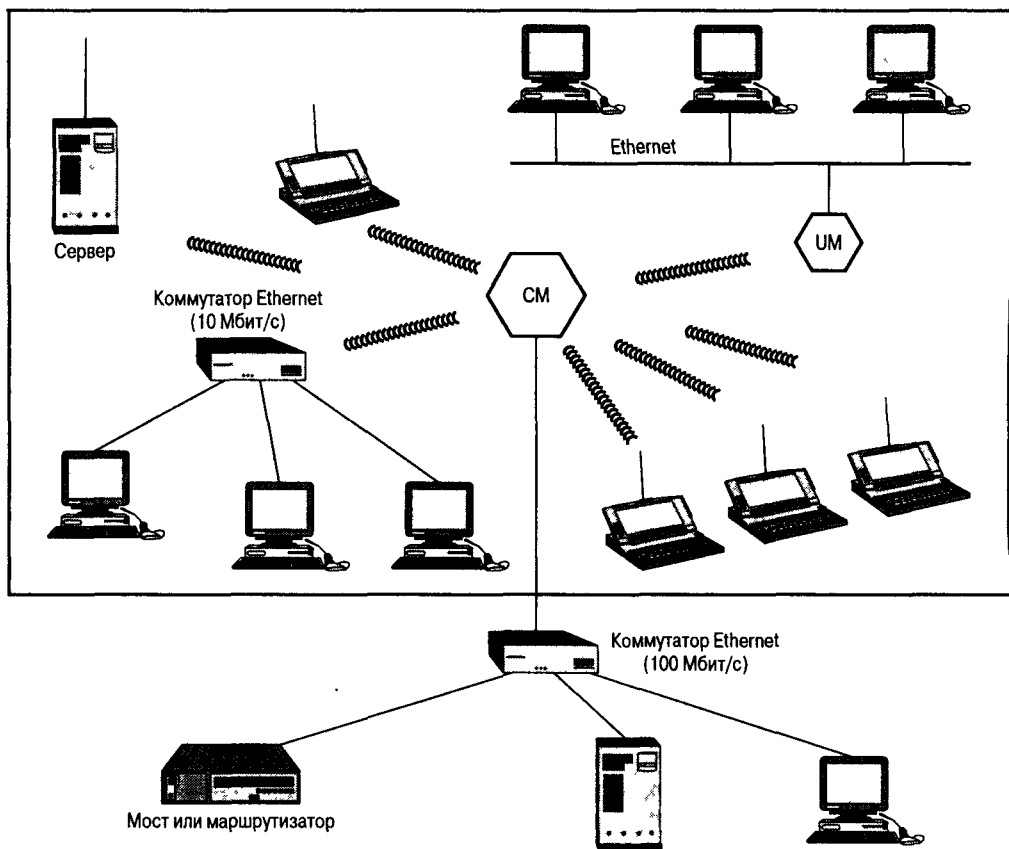 Ethernet
Сервер
UM
CM
Коммутатор Ethernet
(10 Мбит/с)
Коммутатор Ethernet
(100 Мбит/с)
Мост или маршрутизатор